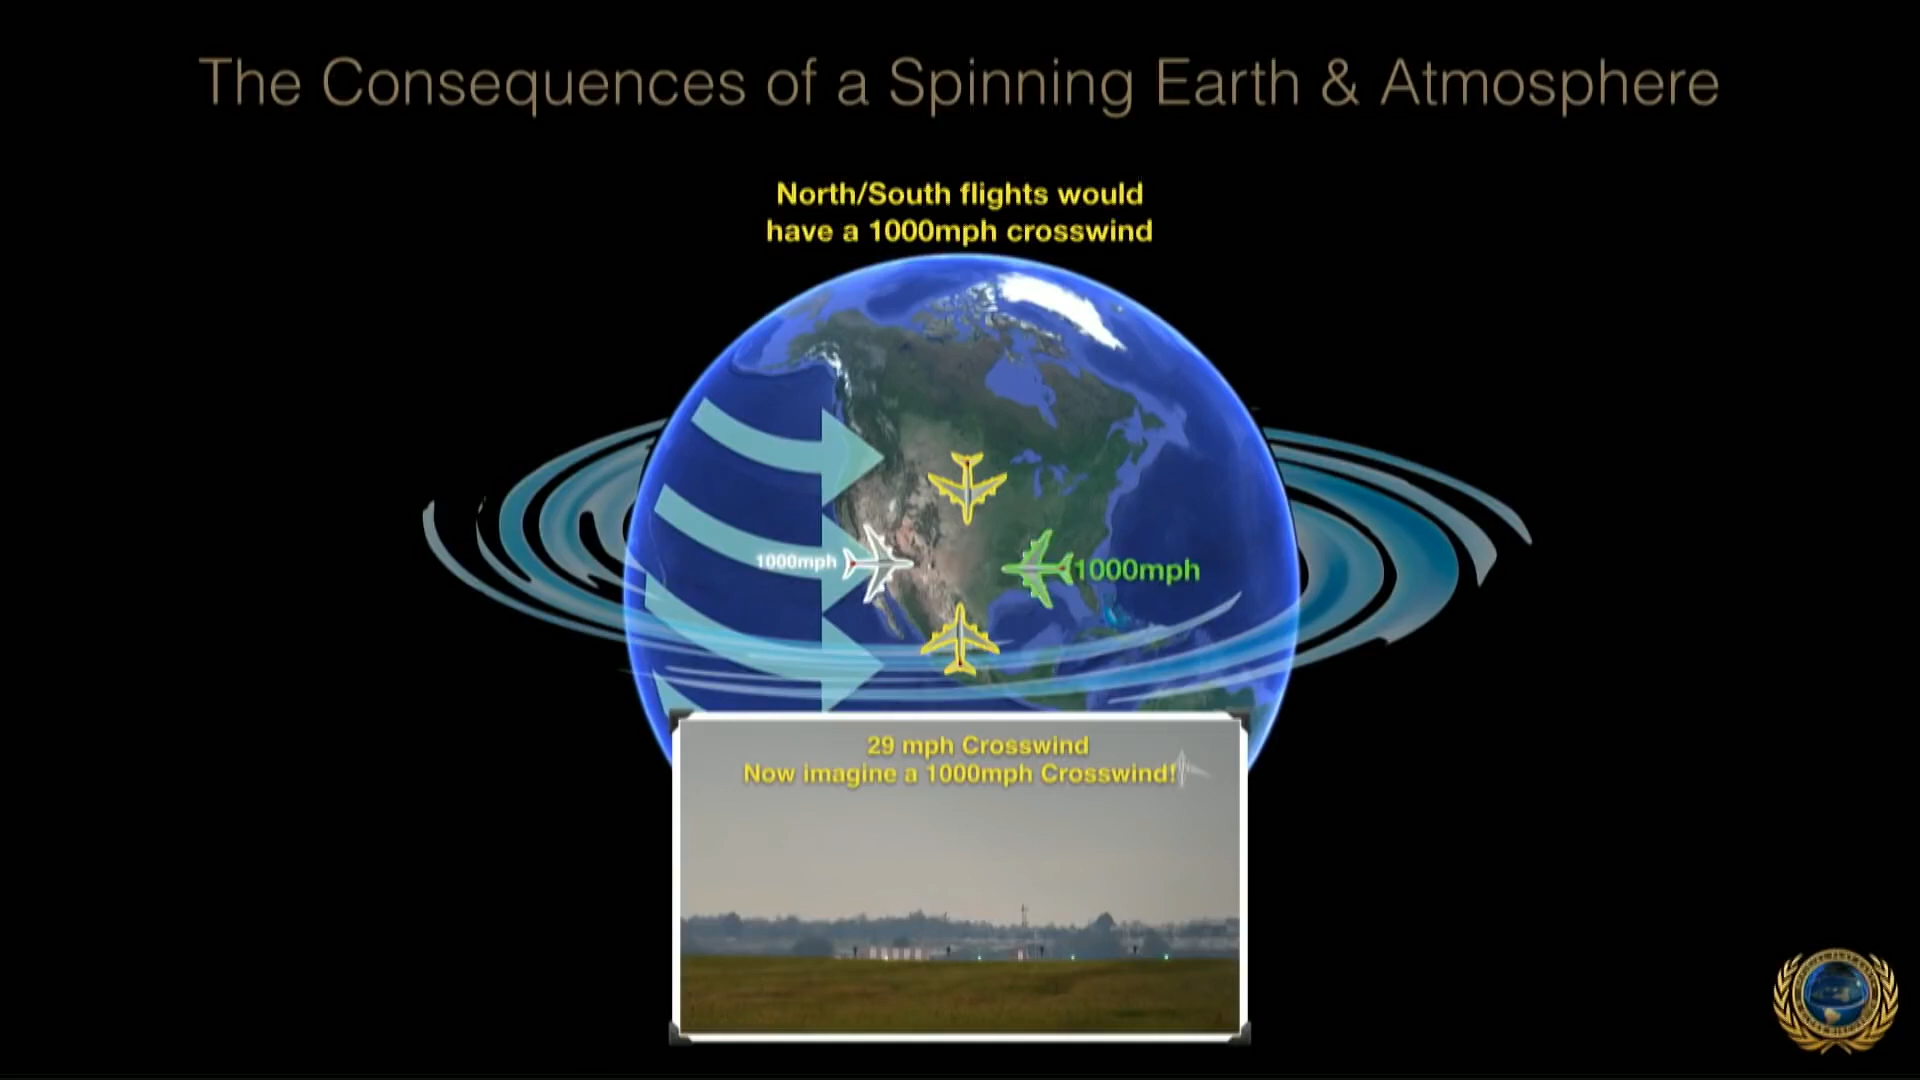 The Consequences of a Spinning Earth & Atmosphere
North/South flights would
have a 1000mph crosswind
1000mph
1000mph
29 mph Crosswind
Now imagine a 1000mph Crosswind!